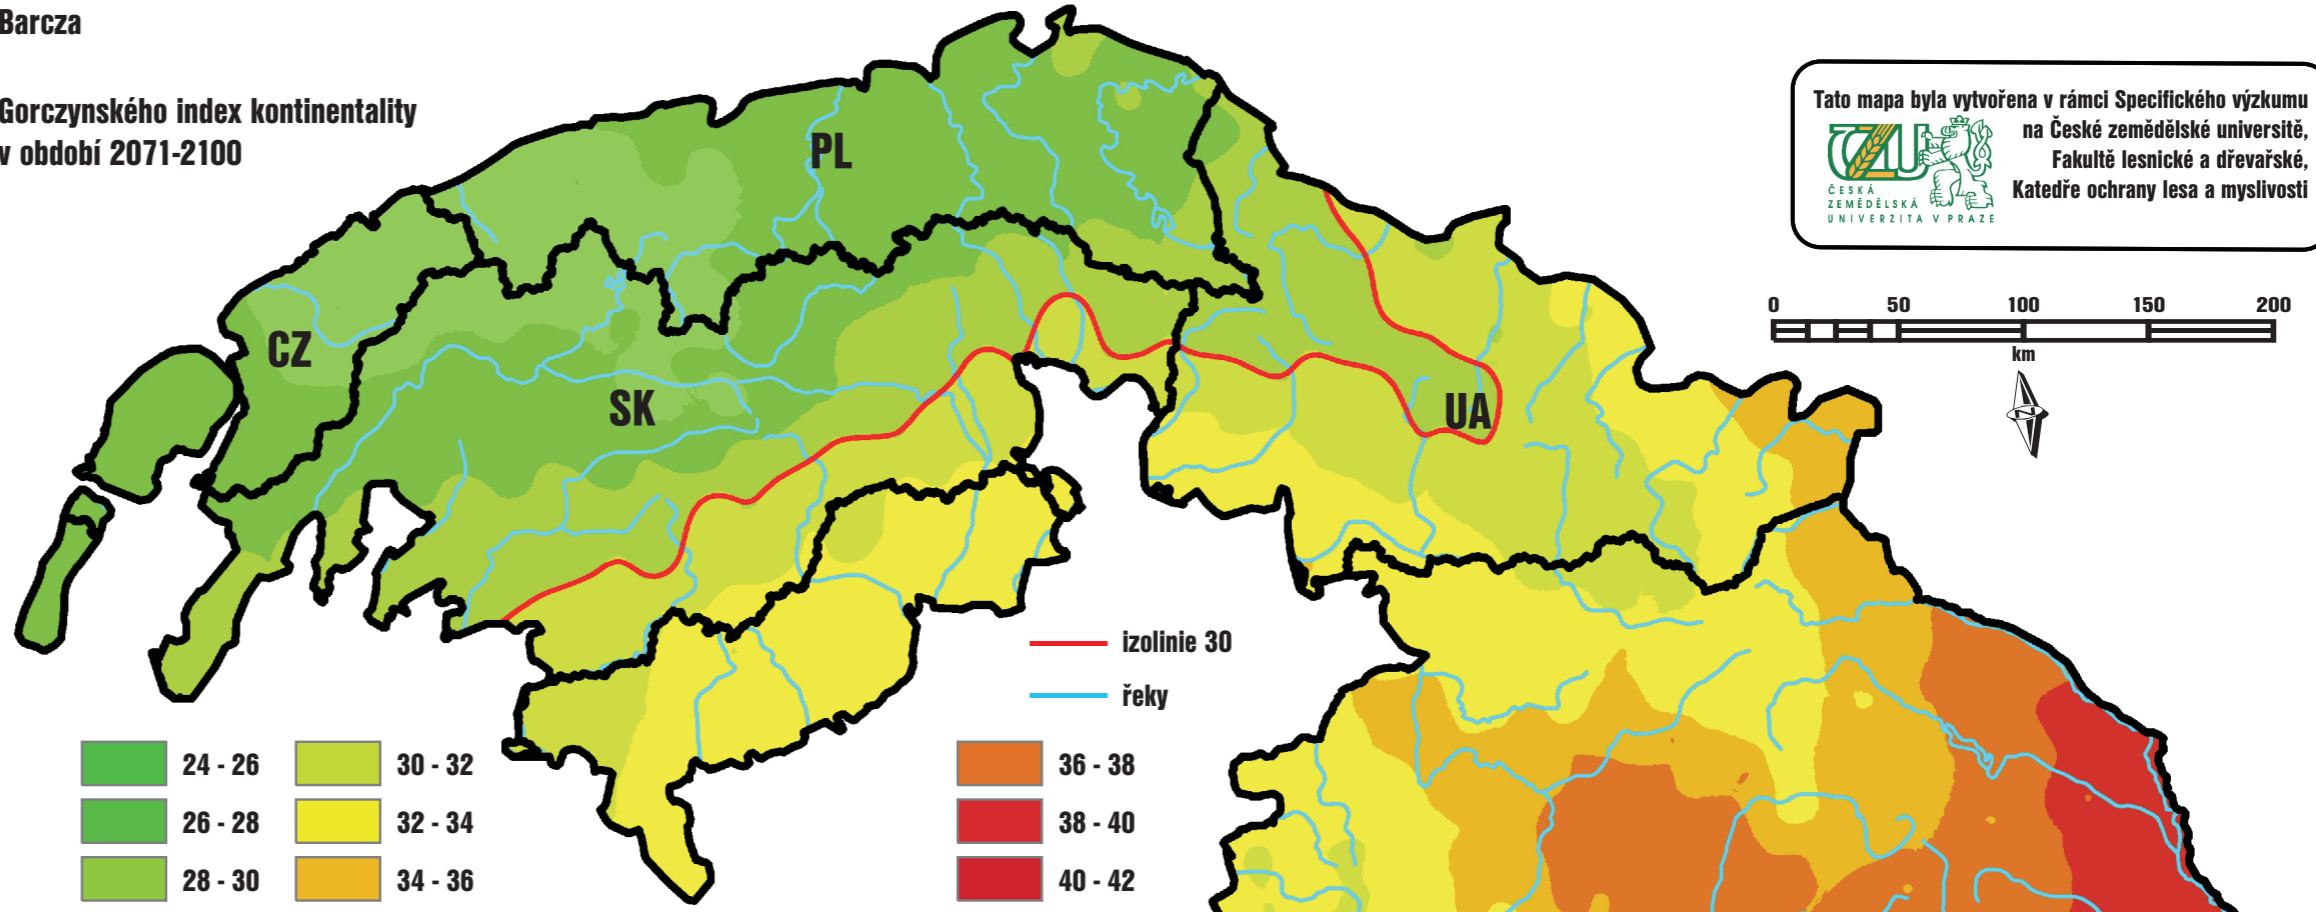 Barcza
Gorczynského index kontinentality
v období 2071-2100
PL
CZ
SK
UA
Tato mapa byla vytvořena v rámci Specifického výzkumu
na České zemědělské universitě,
Fakultě lesnické a dřevařské,
Katedře ochrany lesa a myslivosti
ČZU
ČESKÁ
ZEMĚDĚLSKÁ
UNIVERZITA V PRAZE
0 50 100 150 200
km
N
izolinie 30
řeky
24 - 26
26 - 28
28 - 30
30 - 32
32 - 34
34 - 36
36 - 38
38 - 40
40 - 42